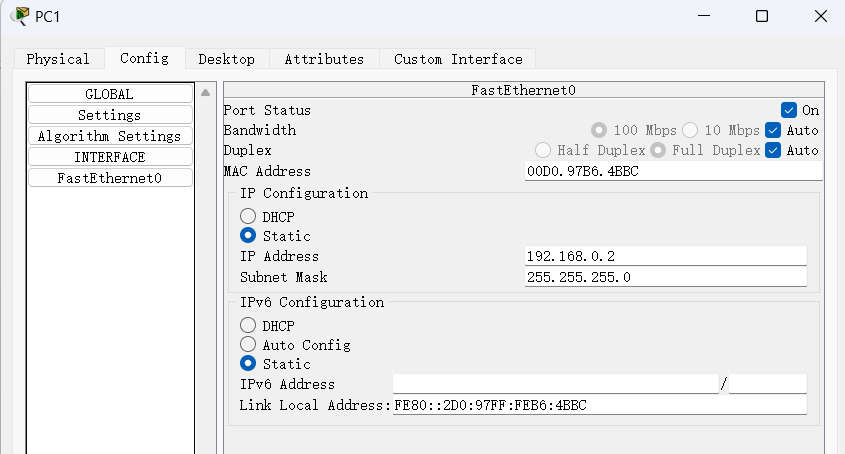 PC1
Physical Config Desktop Attributes Custom Interface
GLOBAL
Settings
Algorithm Settings
INTERFACE
FastEthernet0
FastEthernet0
Port Status On
Bandwidth 100 Mbps 10 Mbps Auto
Duplex Half Duplex Full Duplex Auto
MAC Address 00D0.97B6.4BBC
IP Configuration
DHCP
Static
IP Address 192.168.0.2
Subnet Mask 255.255.255.0
IPv6 Configuration
DHCP
Auto Config
Static
IPv6 Address /
Link Local Address: FE80::2D0:97FF:FEB6:4BBC